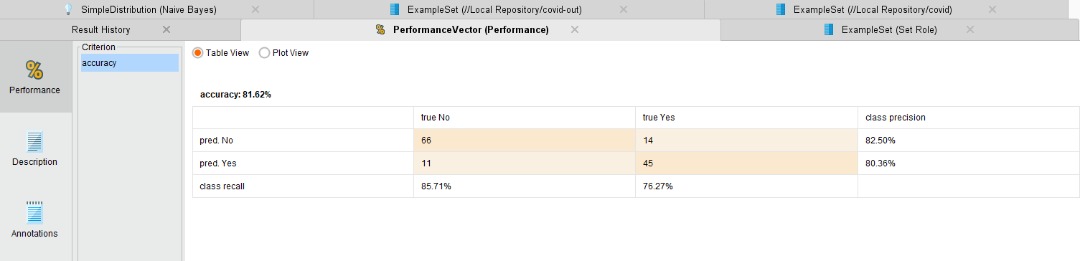 SimpleDistribution (Naive Bayes) ExampleSet (//Local Repository/covid-out) ExampleSet (//Local Repository/covid)
Result History PerformanceVector (Performance) ExampleSet (Set Role)
Criterion
accuracy
Table View Plot View
%
Performance
Description
Annotations
accuracy: 81.62%
true No true Yes class precision
pred. No 66 14 82.50%
pred. Yes 11 45 80.36%
class recall 85.71% 76.27%